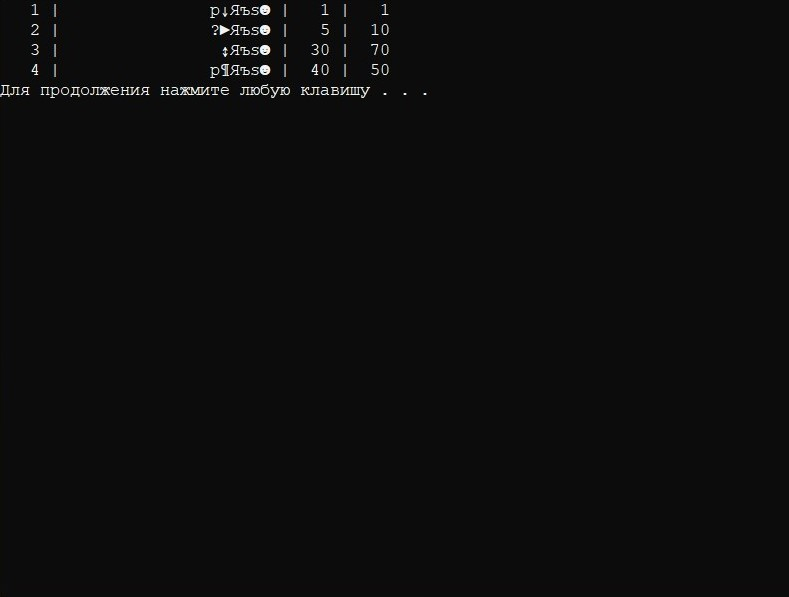 1 | р↓Яъѕ☻ | 1 | 1
2 | ?►Яъѕ☻ | 5 | 10
3 | ↕Яъѕ☻ | 30 | 70
4 | р¶Яъѕ☻ | 40 | 50
Для продолжения нажмите любую клавишу . . .